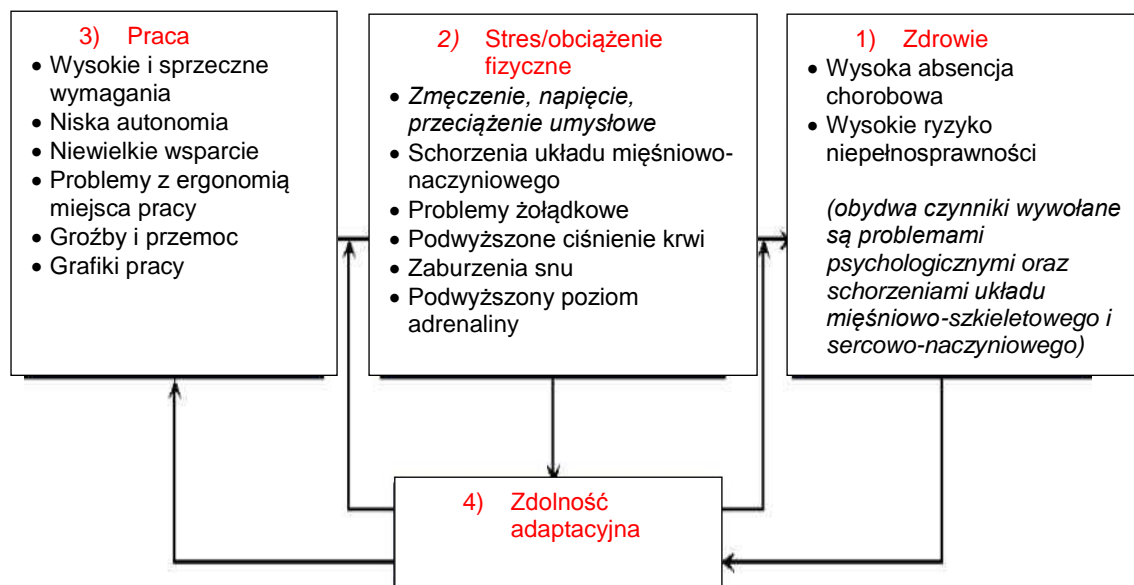 3) Praca
• Wysokie i sprzeczne
wymagania
• Niska autonomia
• Niewielkie wsparcie
• Problemy z ergonomią
miejsca pracy
• Groźby i przemoc
• Grafiki pracy
2) Stres/obciążenie
fizyczne
• Zmęczenie, napięcie,
przeciążenie umysłowe
• Schorzenia układu mięśniowo-
naczyniowego
• Problemy żołądkowe
• Podwyższone ciśnienie krwi
• Zaburzenia snu
• Podwyższony poziom
adrenaliny
1) Zdrowie
• Wysoka absencja
chorobowa
• Wysokie ryzyko
niepełnosprawności
(obydwa czynniki wywołane
są problemami
psychologicznymi oraz
schorzeniami układu
mięśniowo-szkieletowego i
sercowo-naczyniowego)
4) Zdolność
adaptacyjna